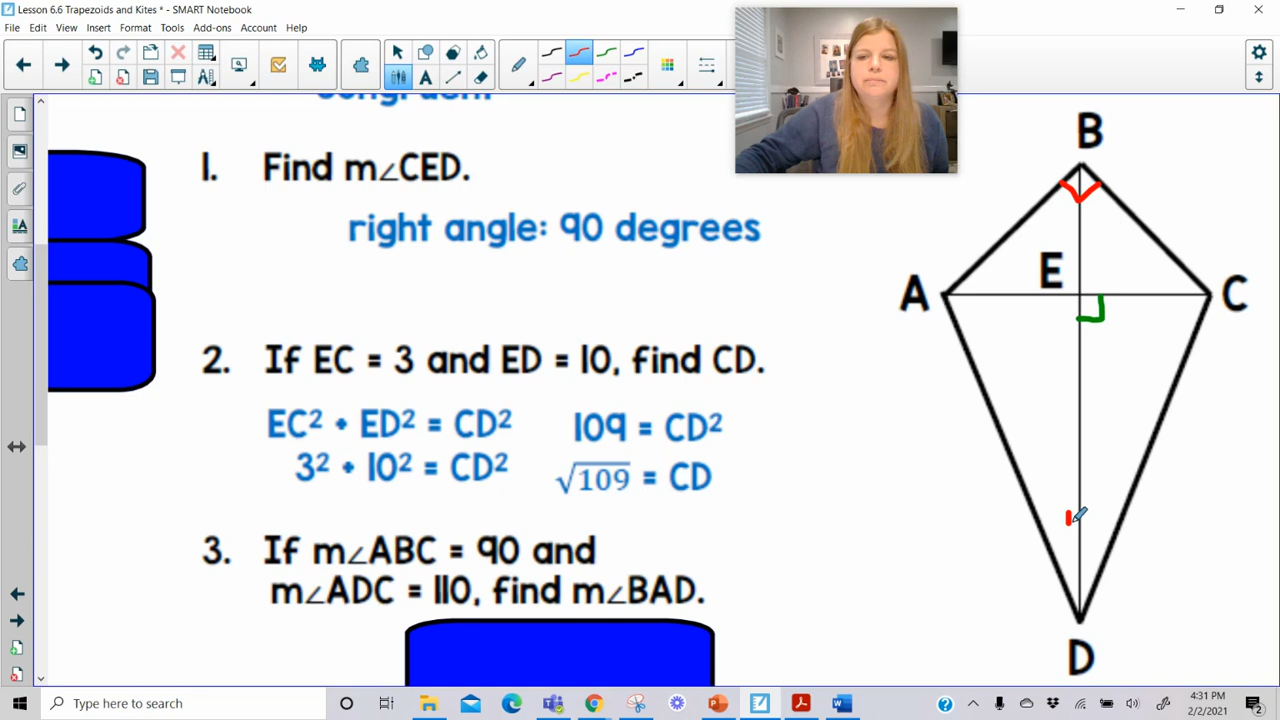 Lesson 6.6 Trapezoids and Kites * - SMART Notebook
File Edit View Insert Format Tools Add-ons Account Help
congruent
1. Find m∠CED.
right angle: 90 degrees
2. If EC = 3 and ED = 10, find CD.
EC² + ED² = CD²
3² + 10² = CD²
109 = CD²
√109 = CD
3. If m∠ABC = 90 and
m∠ADC = 110, find m∠BAD.
B
E
A
C
D
Type here to search
4:31 PM
2/2/2021